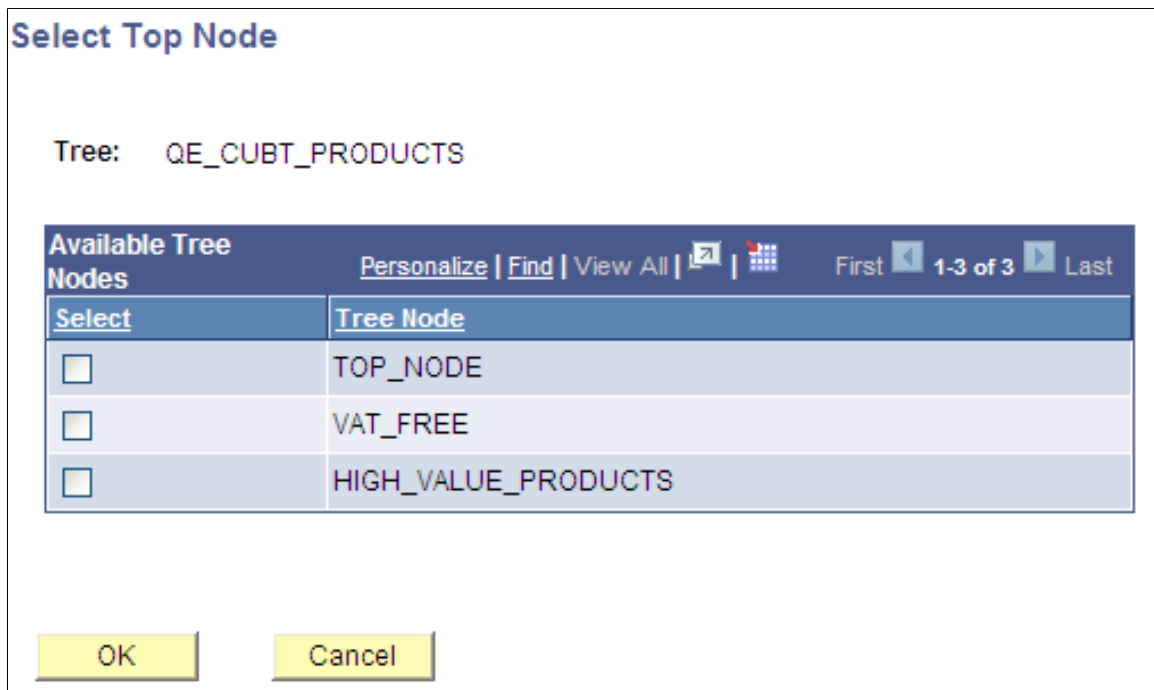 Select Top Node
Tree: QE_CUBT_PRODUCTS
Available Tree
Nodes
Personalize | Find | View All | | First 1-3 of 3 Last
Select Tree Node
TOP_NODE
VAT_FREE
HIGH_VALUE_PRODUCTS
OK Cancel